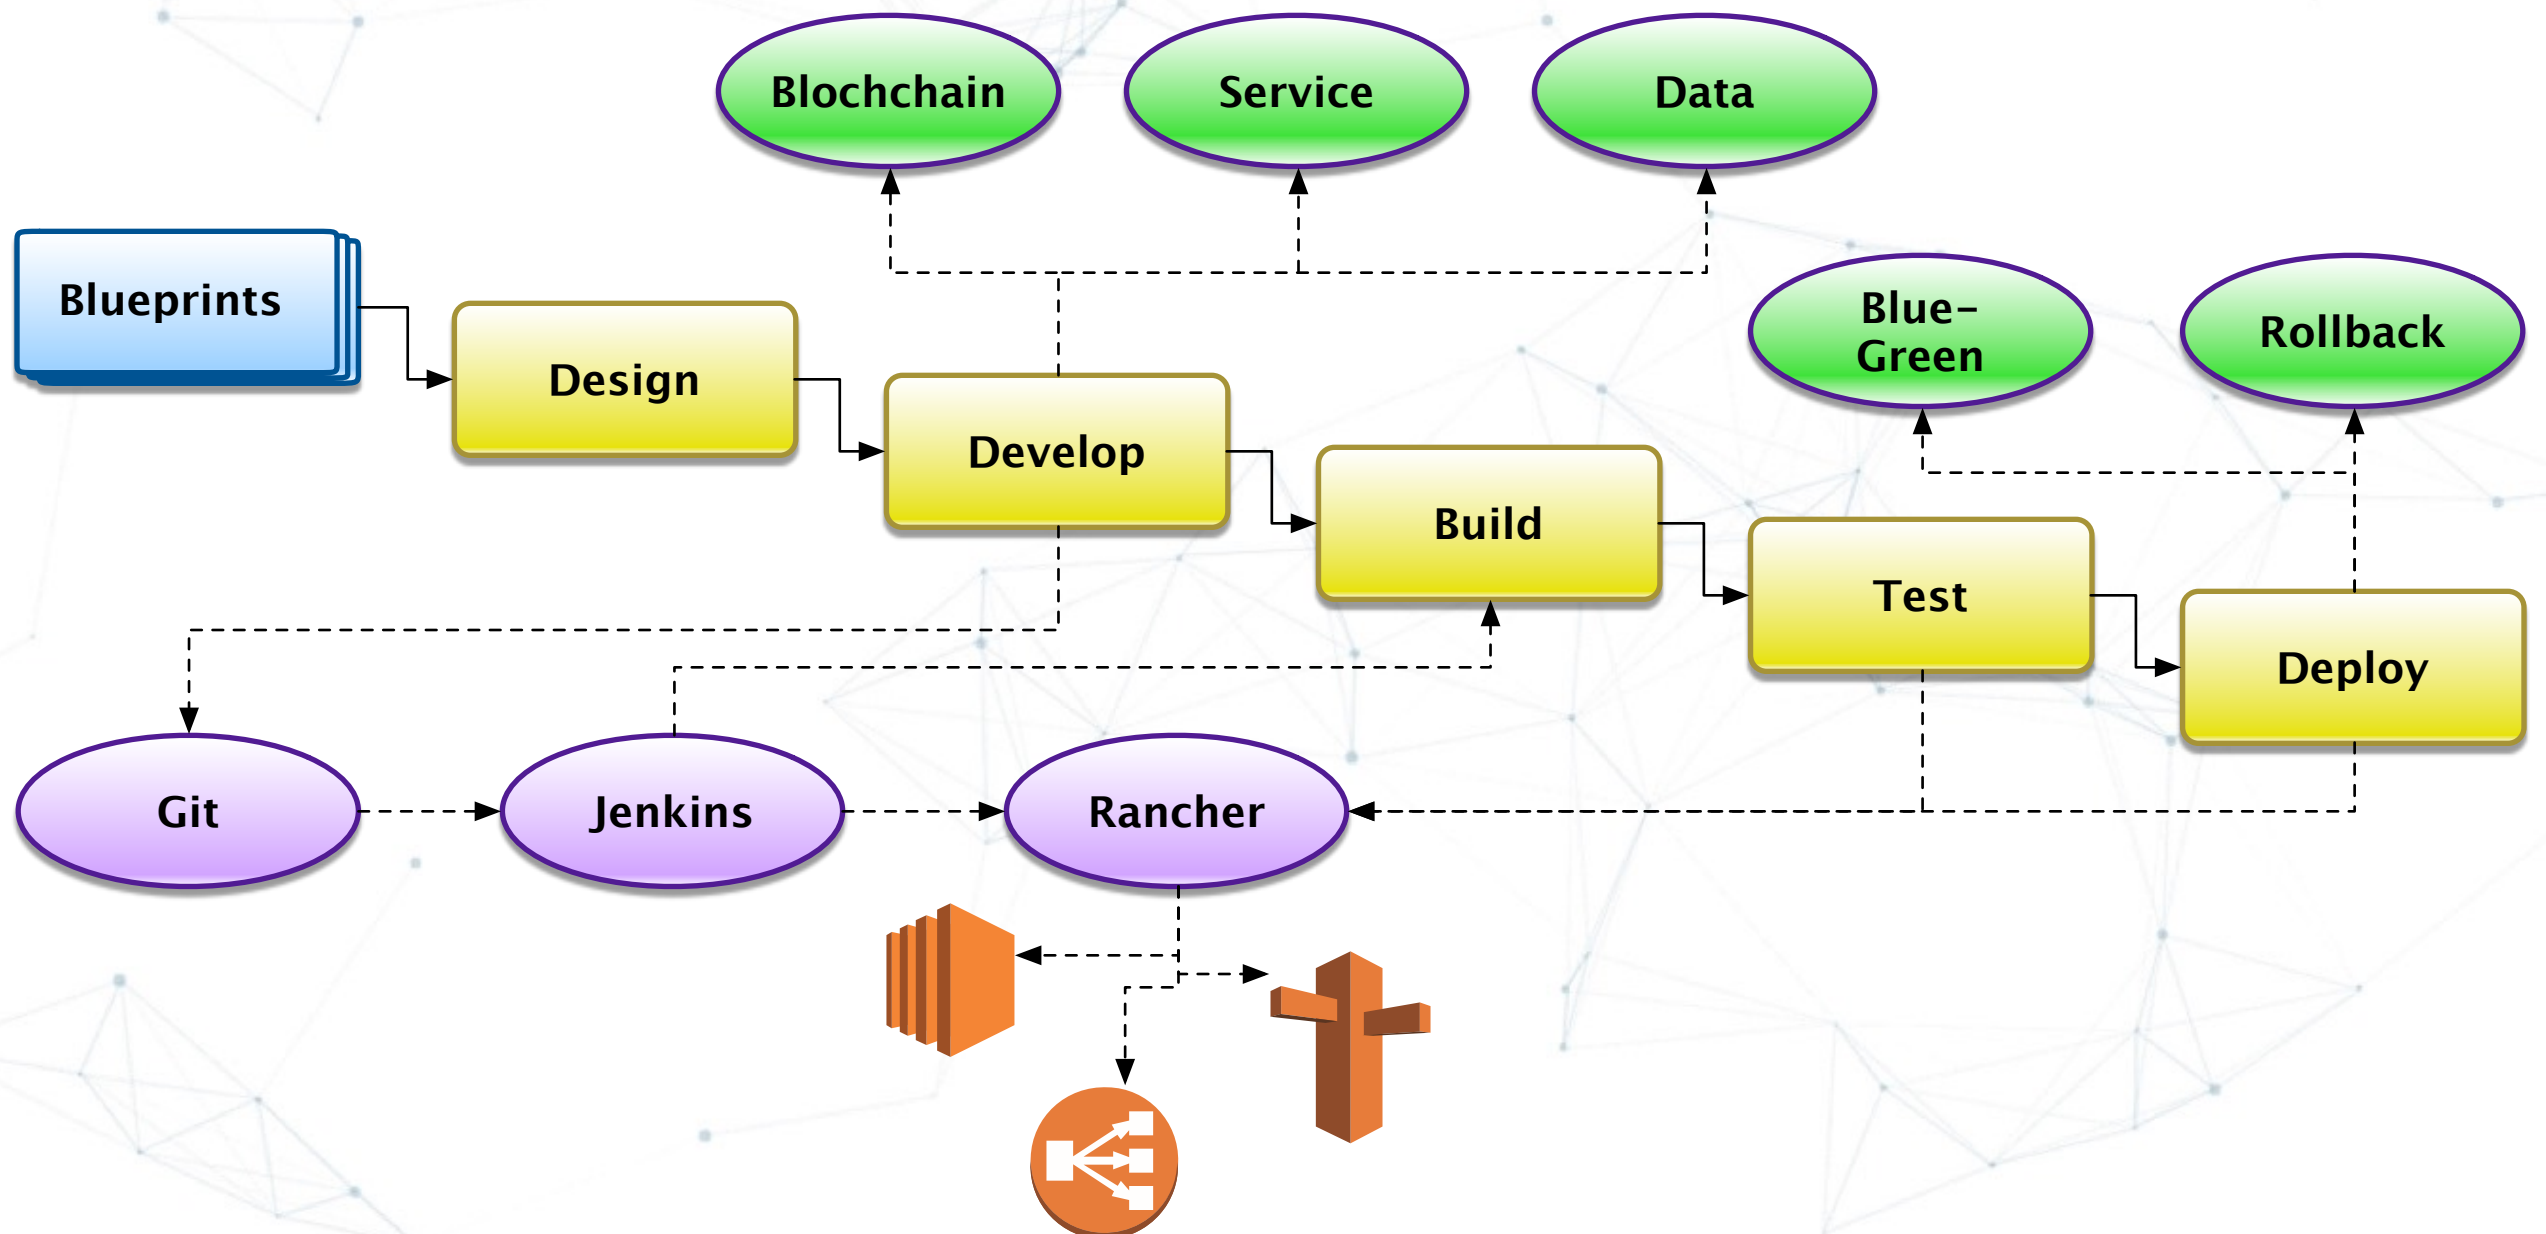 Blochchain
Service
Data
Blueprints
Design
Develop
Build
Test
Deploy
Blue-
Green
Rollback
Git
Jenkins
Rancher